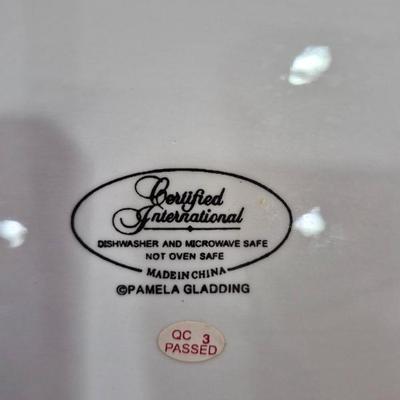 Certified
International
DISHWASHER AND MICROWAVE SAFE
NOT OVEN SAFE
MADE IN CHINA
©PAMELA GLADDING
QC 3
PASSED